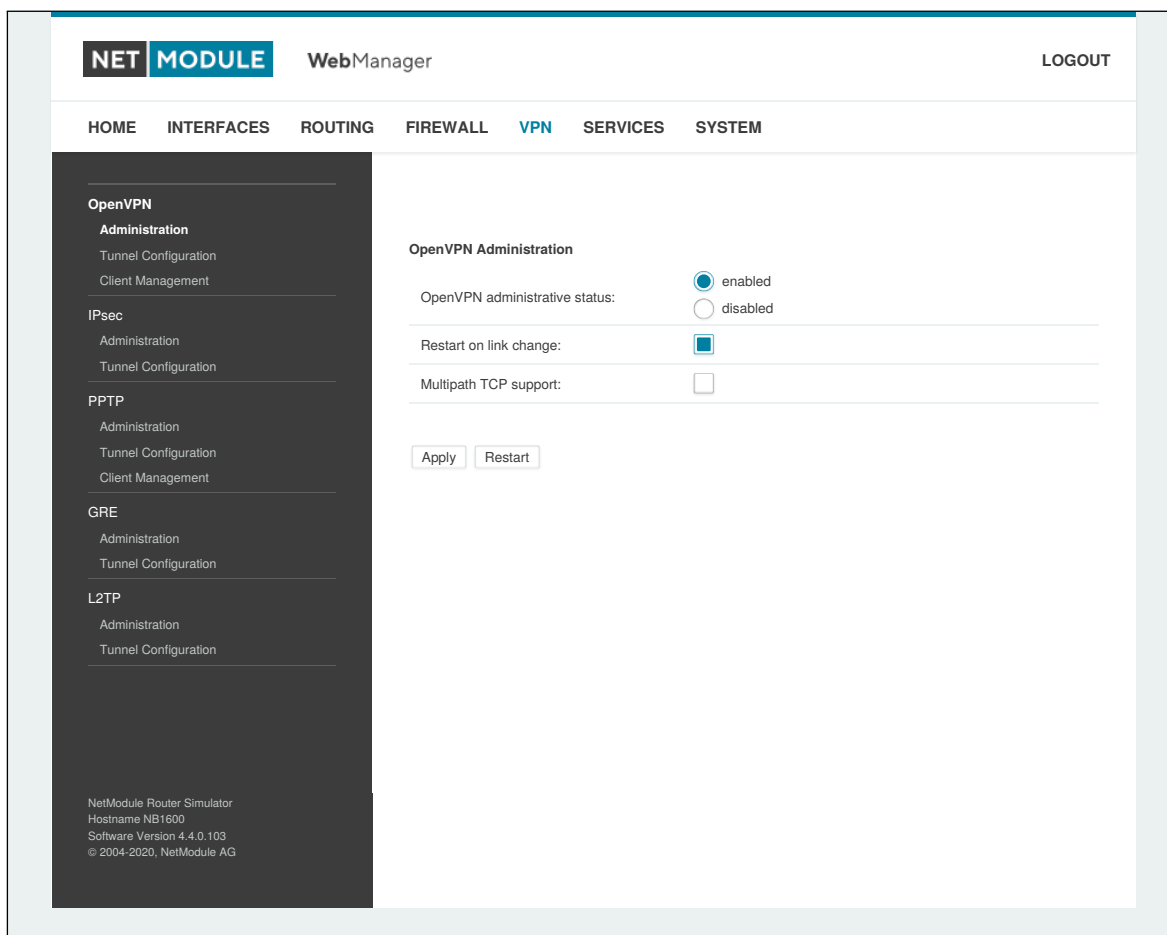 NET MODULE WebManager LOGOUT
HOME INTERFACES ROUTING FIREWALL VPN SERVICES SYSTEM
OpenVPN
Administration
Tunnel Configuration
Client Management
IPsec
Administration
Tunnel Configuration
PPTP
Administration
Tunnel Configuration
Client Management
GRE
Administration
Tunnel Configuration
L2TP
Administration
Tunnel Configuration
NetModule Router Simulator
Hostname NB1600
Software Version 4.4.0.103
© 2004-2020, NetModule AG
OpenVPN Administration
OpenVPN administrative status:
enabled
disabled
Restart on link change:
Multipath TCP support:
Apply Restart